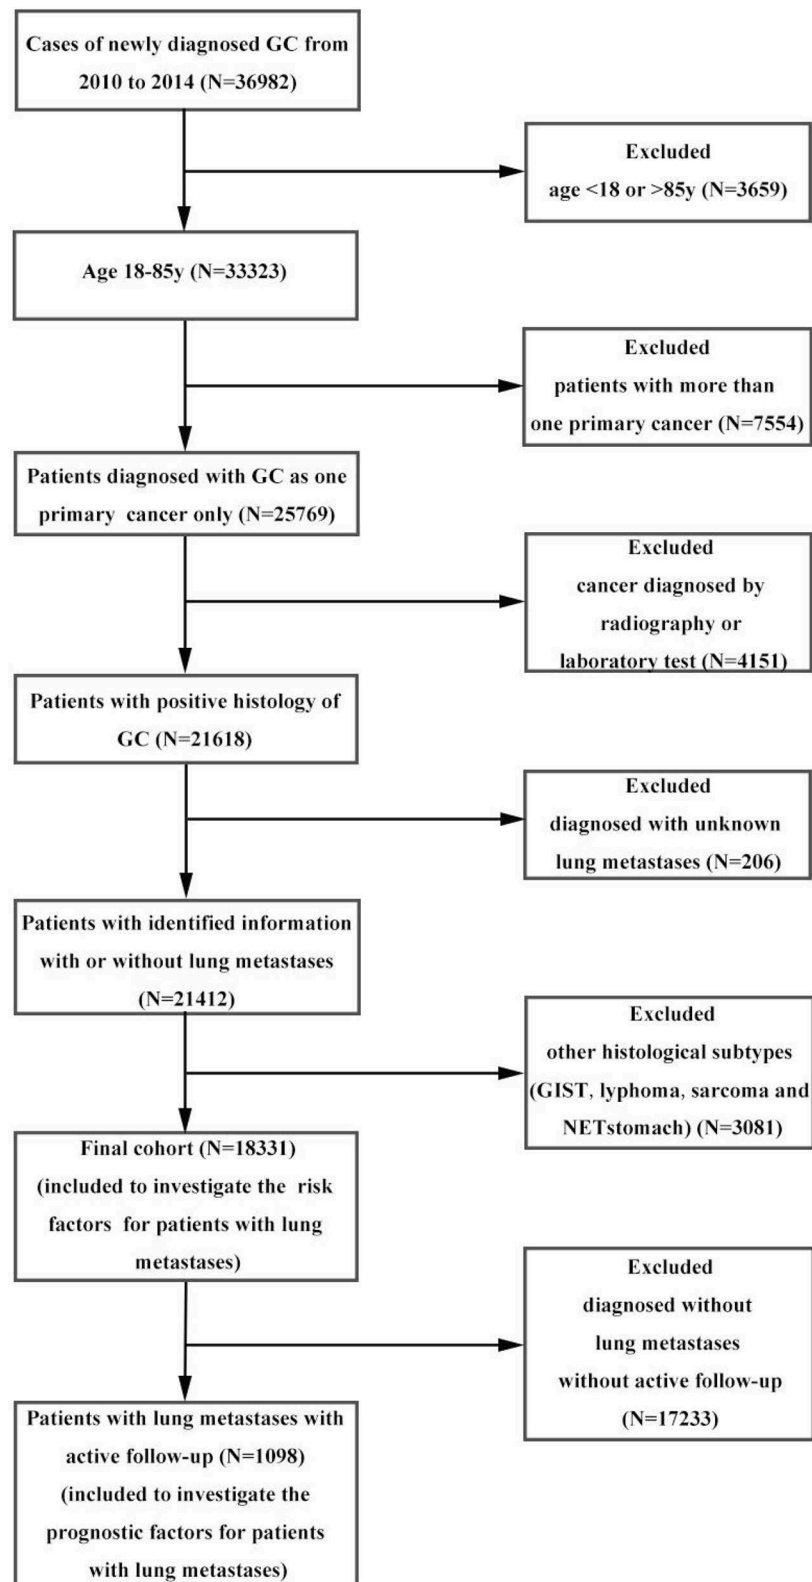 Cases of newly diagnosed GC from
2010 to 2014 (N=36982)
Excluded
age <18 or >85y (N=3659)
Age 18-85y (N=33323)
Excluded
patients with more than
one primary cancer (N=7554)
Patients diagnosed with GC as one
primary cancer only (N=25769)
Excluded
cancer diagnosed by
radiography or
laboratory test (N=4151)
Patients with positive histology of
GC (N=21618)
Excluded
diagnosed with unknown
lung metastases (N=206)
Patients with identified information
with or without lung metastases
(N=21412)
Excluded
other histological subtypes
(GIST, lyphoma, sarcoma and
NETstomach) (N=3081)
Final cohort (N=18331)
(included to investigate the risk
factors for patients with lung
metastases)
Excluded
diagnosed without
lung metastases
without active follow-up
(N=17233)
Patients with lung metastases with
active follow-up (N=1098)
(included to investigate the
prognostic factors for patients
with lung metastases)